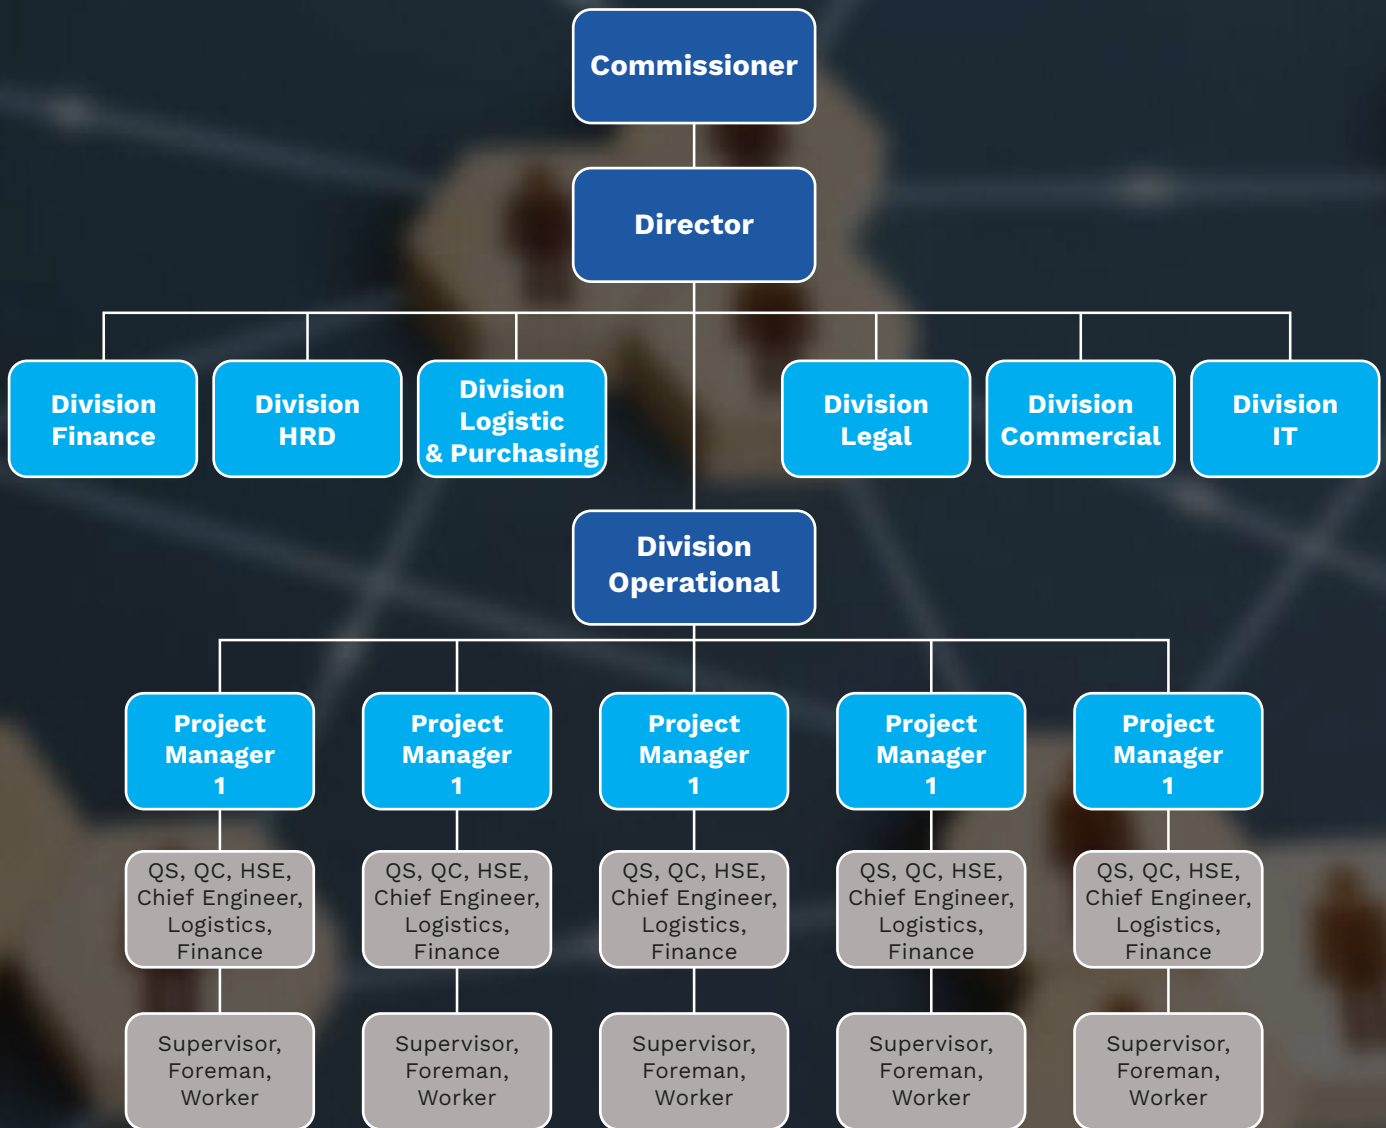 Commissioner
Director
Division
Finance
Division
HRD
Division
Logistic
& Purchasing
Division
Legal
Division
Commercial
Division
IT
Division
Operational
Project
Manager
1
Project
Manager
1
Project
Manager
1
Project
Manager
1
Project
Manager
1
QS, QC, HSE,
Chief Engineer,
Logistics,
Finance
QS, QC, HSE,
Chief Engineer,
Logistics,
Finance
QS, QC, HSE,
Chief Engineer,
Logistics,
Finance
QS, QC, HSE,
Chief Engineer,
Logistics,
Finance
QS, QC, HSE,
Chief Engineer,
Logistics,
Finance
Supervisor,
Foreman,
Worker
Supervisor,
Foreman,
Worker
Supervisor,
Foreman,
Worker
Supervisor,
Foreman,
Worker
Supervisor,
Foreman,
Worker